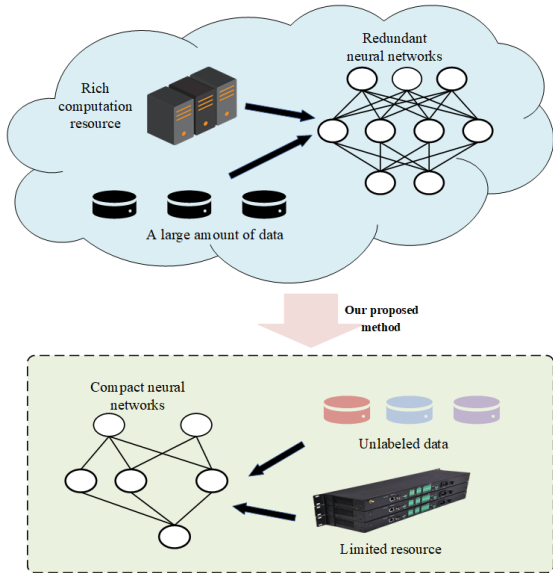 Redundant
neural networks
Rich
computation
resource
A large amount of data
Our proposed
method
Compact neural
networks
Unlabeled data
Limited resource